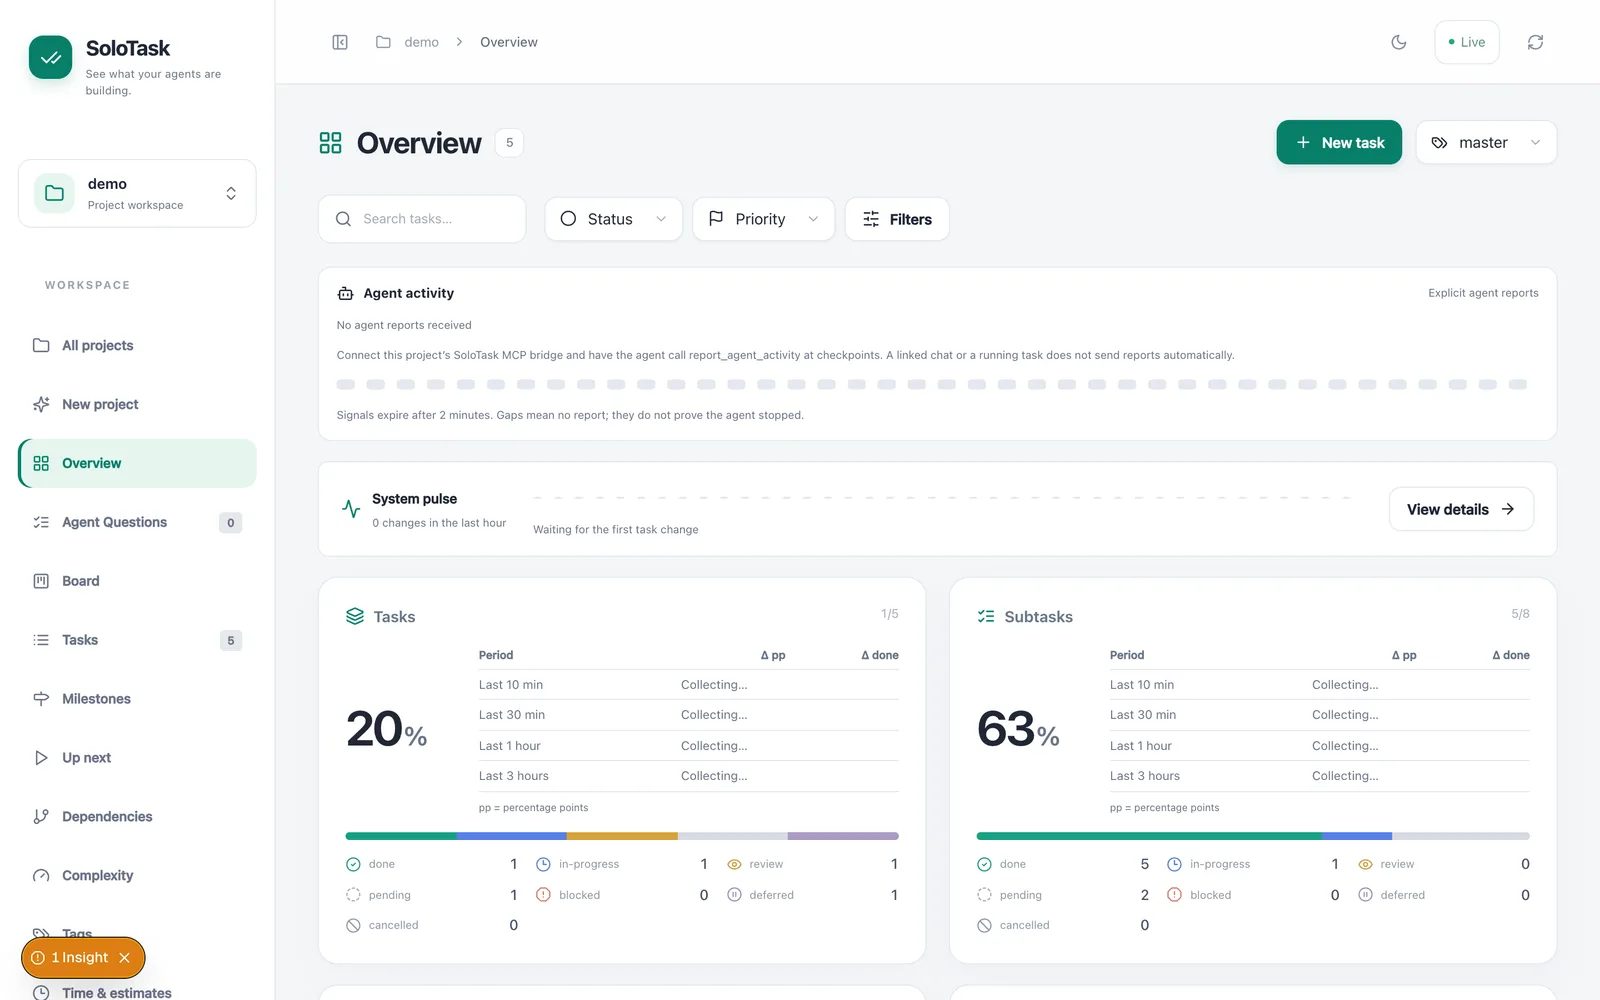 SoloTask
See what your agents are
building.
demo
Project workspace
WORKSPACE
All projects
New project
Overview
Agent Questions 0
Board
Tasks 5
Milestones
Up next
Dependencies
Complexity
Tags
1 Insight
Time & estimates
demo > Overview
Live
Overview 5
New task
master
Search tasks...
Status
Priority
Filters
Agent activity
Explicit agent reports
No agent reports received
Connect this project's SoloTask MCP bridge and have the agent call report_agent_activity at checkpoints. A linked chat or a running task does not send reports automatically.
Signals expire after 2 minutes. Gaps mean no report; they do not prove the agent stopped.
System pulse
0 changes in the last hour
Waiting for the first task change
View details
Tasks 1/5
20%
Period Δ pp Δ done
Last 10 min Collecting...
Last 30 min Collecting...
Last 1 hour Collecting...
Last 3 hours Collecting...
pp = percentage points
done 1 in-progress 1 review 1
pending 1 blocked 0 deferred 1
cancelled 0
Subtasks 5/8
63%
Period Δ pp Δ done
Last 10 min Collecting...
Last 30 min Collecting...
Last 1 hour Collecting...
Last 3 hours Collecting...
pp = percentage points
done 5 in-progress 1 review 0
pending 2 blocked 0 deferred 0
cancelled 0